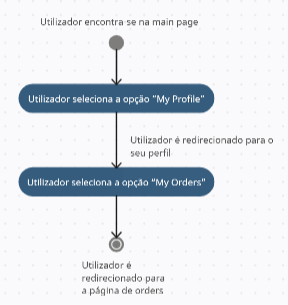 Utilizador encontra-se na main page
Utilizador seleciona a opção "My Profile"
Utilizador é redirecionado para o
seu perfil
Utilizador seleciona a opção "My Orders"
Utilizador é
redirecionado para
a página de orders